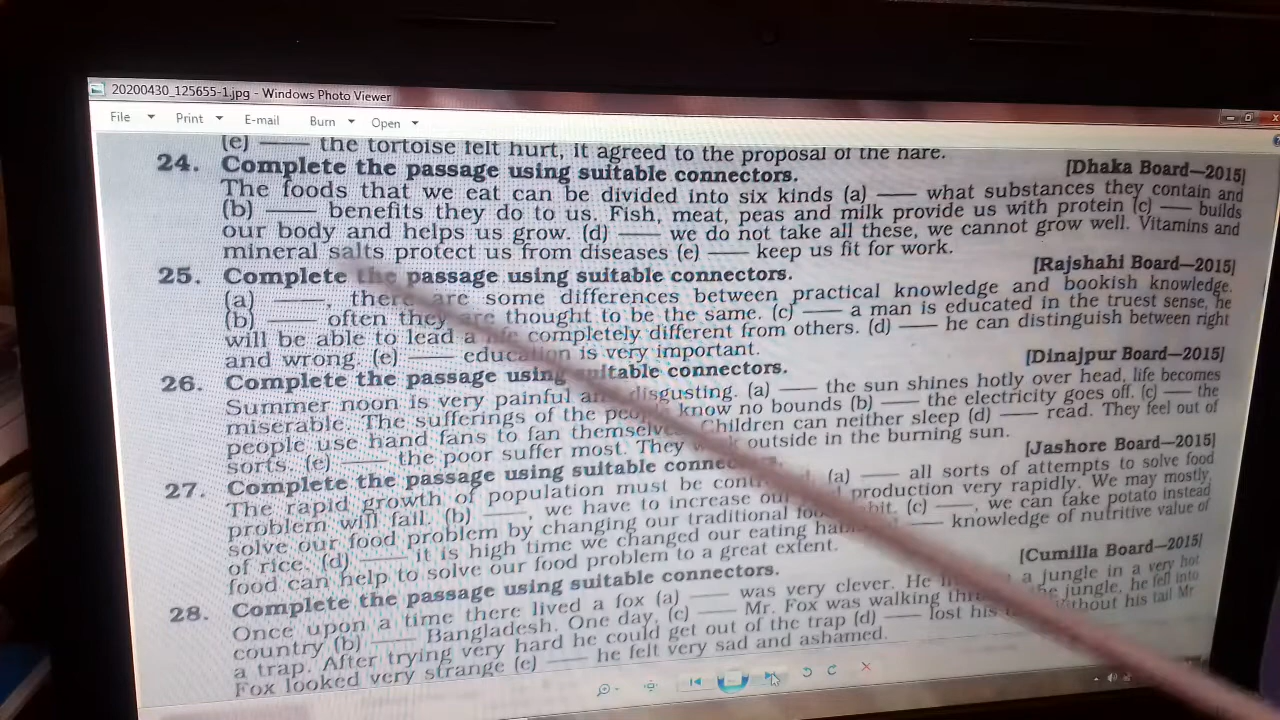 20200430_125655-1.jpg - Windows Photo Viewer
File Print E-mail Burn Open
(e) —— the tortoise felt hurt, it agreed to the proposal of the hare.
24. Complete the passage using suitable connectors. [Dhaka Board—2015]
The foods that we eat can be divided into six kinds (a) —— what substances they contain and
(b) —— benefits they do to us. Fish, meat, peas and milk provide us with protein (c) —— builds
our body and helps us grow. (d) —— we do not take all these, we cannot grow well. Vitamins and
mineral salts protect us from diseases (e) —— keep us fit for work.
25. Complete the passage using suitable connectors. [Rajshahi Board—2015]
(a) ——, there are some differences between practical knowledge and bookish knowledge.
(b) —— often they are thought to be the same. (c) —— a man is educated in the truest sense, he
will be able to lead a life completely different from others. (d) —— he can distinguish between right
and wrong. (e) —— education is very important.
26. Complete the passage using suitable connectors. [Dinajpur Board—2015]
Summer noon is very painful and disgusting. (a) —— the sun shines hotly over head, life becomes
miserable. The sufferings of the people know no bounds (b) —— the electricity goes off. (c) —— the
people use hand fans to fan themselves. Children can neither sleep (d) —— read. They feel out of
sorts. (e) —— the poor suffer most. They outside in the burning sun.
27. Complete the passage using suitable [Jashore Board—2015]
The rapid growth of population must be (a) —— all sorts of attempts to solve food
problem will fail. (b) ——, we have to increase our production very rapidly. We may mostly
solve our food problem by changing our traditional food (c) ——, we can take potato instead
of rice. (d) —— it is high time we changed our eating —— knowledge of nutritive value of
food can help to solve our food problem to a great extent.
28. Complete the passage using suitable connectors. [Cumilla Board—2015]
Once upon a time there lived a fox (a) —— was very clever. He a jungle in a very hot
country (b) —— Bangladesh. One day, (c) —— Mr. Fox was walking the jungle, he fell into
a trap. After trying very hard he could get out of the trap (d) —— lost his without his tail Mr
Fox looked very strange (e) —— he felt very sad and ashamed.